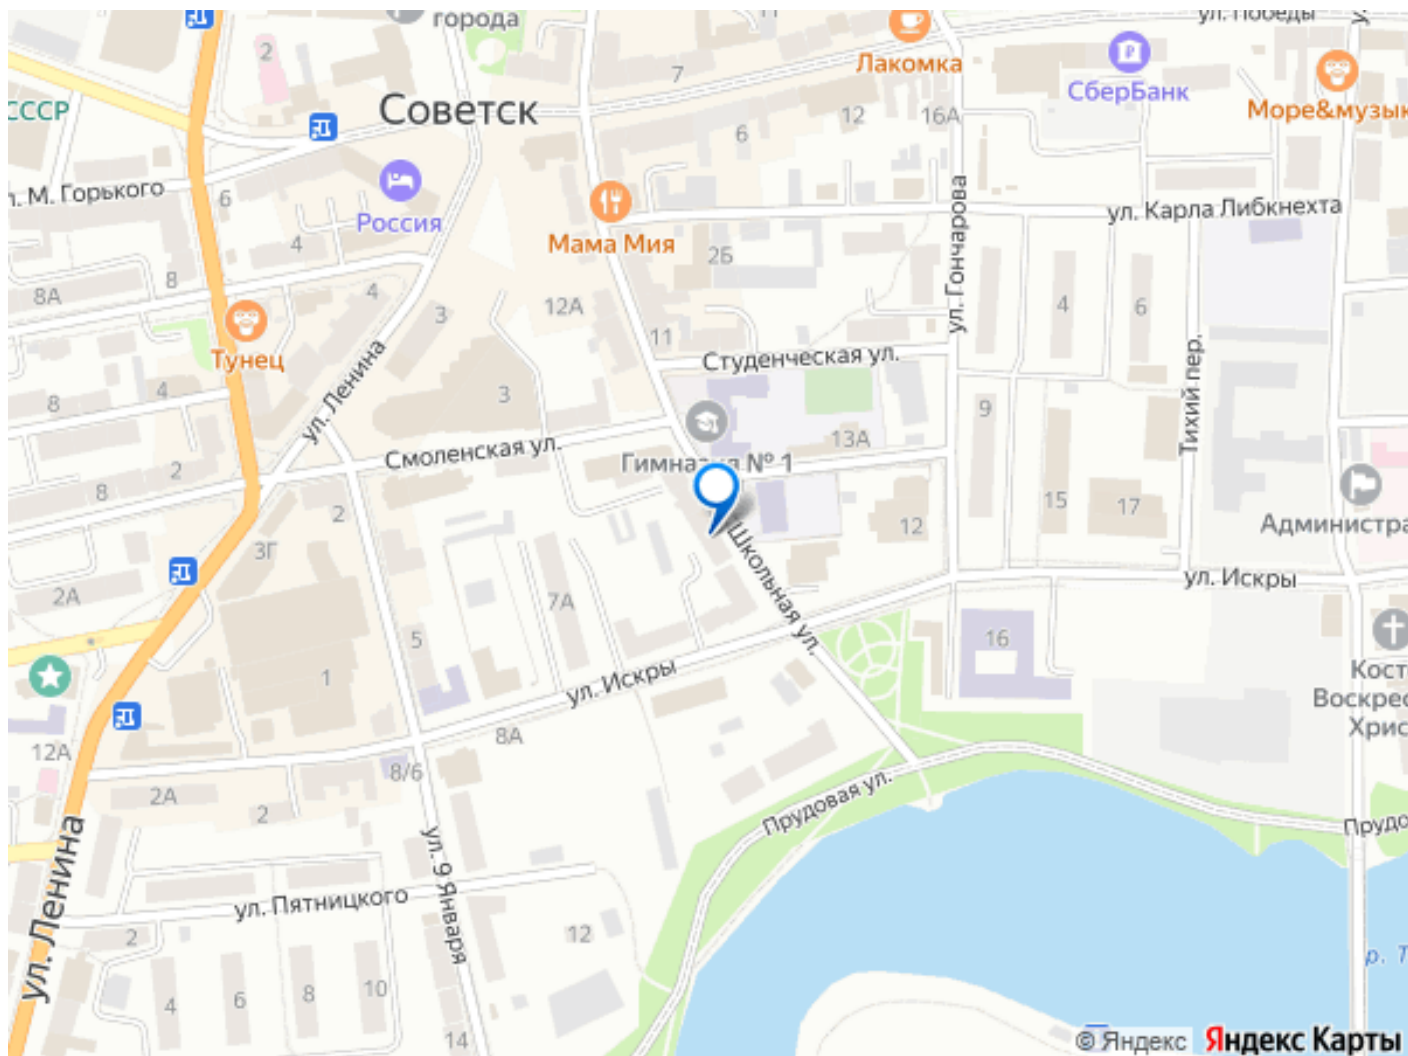 города
ул. Победы
2
7
11
Лакомка
СберБанк
Море&музык
СССР
Советск
12
16А
6
л. М. Горького
6
Россия
Мама Мия
ул. Гончарова
ул. Карла Либкнехта
4
2Б
9
8
8А
4
3
12А
4
6
11
Тунец
ул. Ленина
Студенческая ул.
Тихий пер.
4
8
3
9
13А
Смоленская ул.
Гимназия № 1
2
8
2
15
17
12
Администра
3Г
Школьная ул.
ул. Искры
2А
7А
5
16
1
ул. Искры
Кост
Воскрес
Хрис
12А
8А
8/6
2А
2
Прудовая ул.
Прудо
ул. Ленина
ул. 9 Января
ул. Пятницкого
2
12
р. Т
4
6
8
10
14
© Яндекс Яндекс Карты